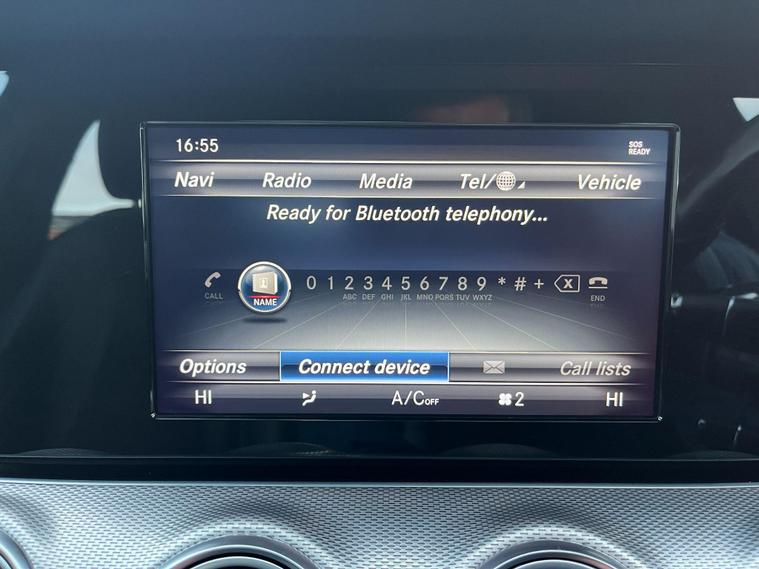 16:55
SOS
READY
Navi Radio Media Tel/ Vehicle
Ready for Bluetooth telephony...
0 1 2 3 4 5 6 7 8 9 * # +
CALL NAME ABC DEF GHI JKL MNO PQRS TUV WXYZ END
Options Connect device Call lists
HI A/C OFF 2 HI